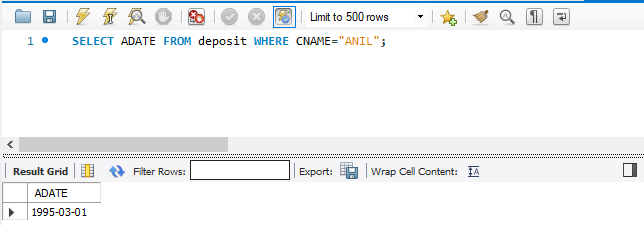 Limit to 500 rows
1 SELECT ADATE FROM deposit WHERE CNAME="ANIL";
Result Grid Filter Rows: Export: Wrap Cell Content:
ADATE
1995-03-01